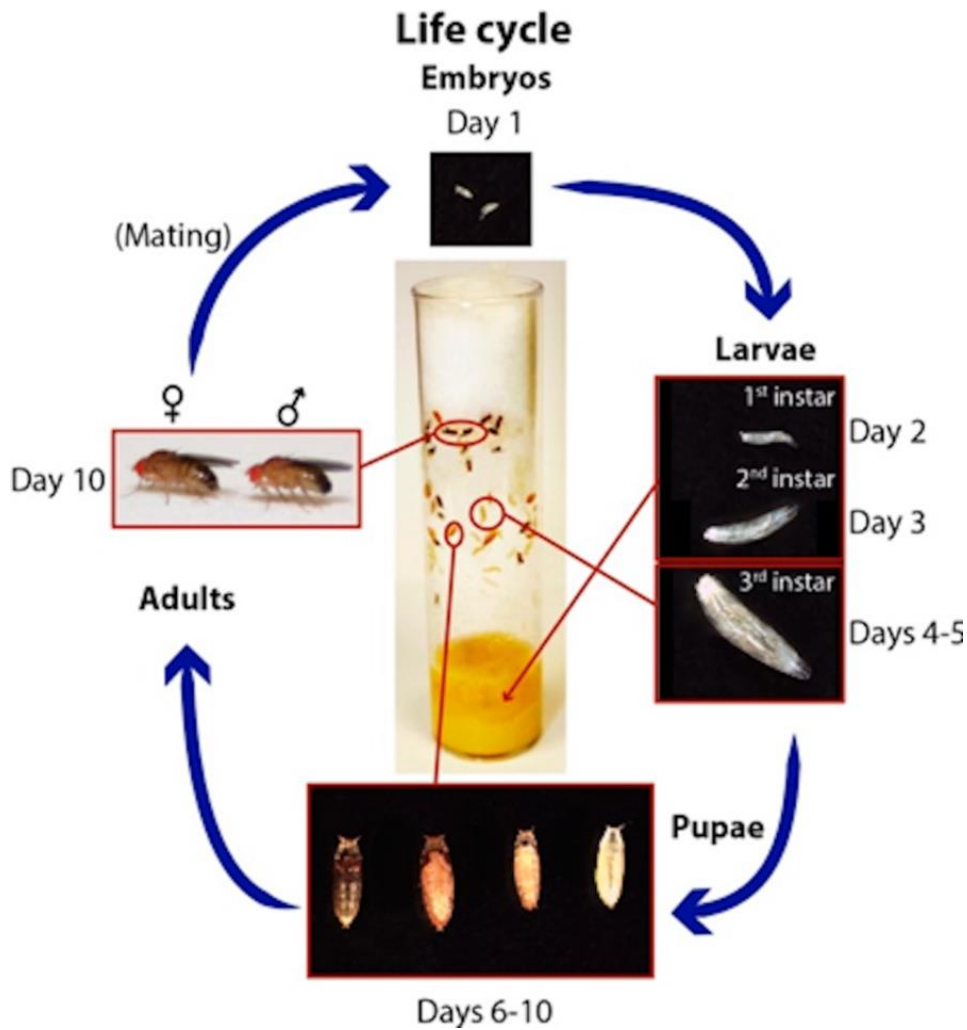 Life cycle
Embryos
Day 1
(Mating)
Larvae
1st instar
Day 2
2nd instar
Day 3
3rd instar
Days 4-5
♀ ♂
Day 10
Adults
Pupae
Days 6-10